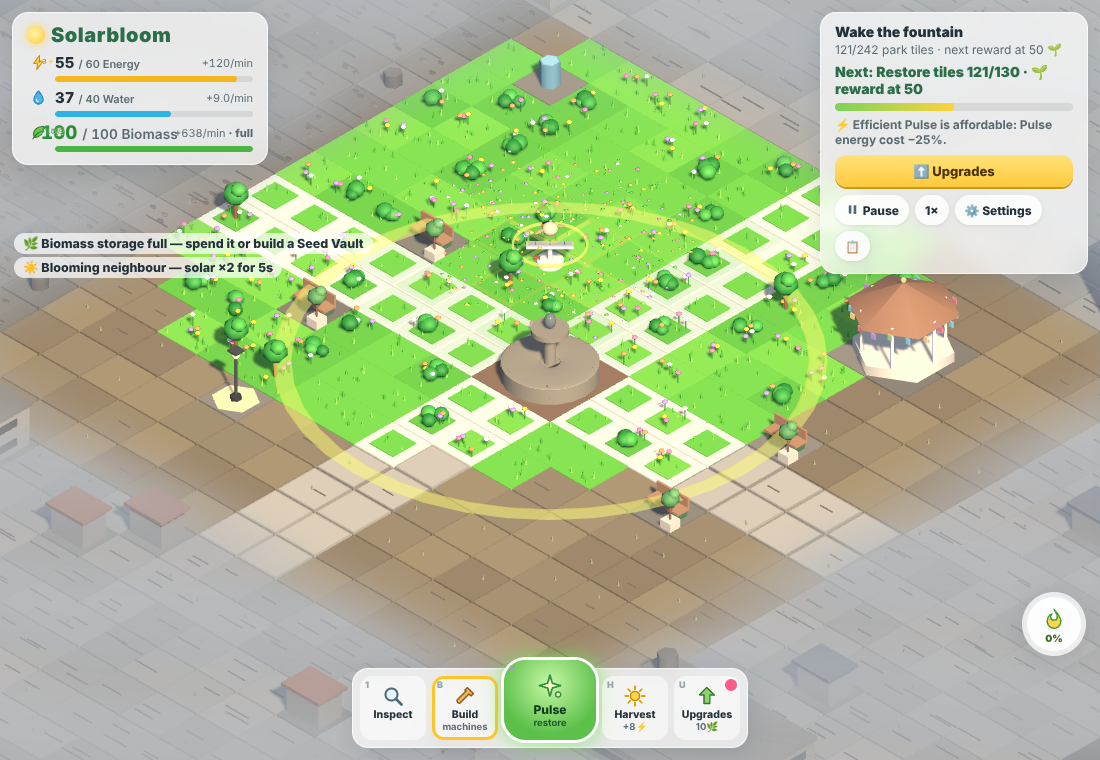 Solarbloom
55 / 60 Energy +120/min
37 / 40 Water +9.0/min
100 / 100 Biomass +638/min · full
🌿 Biomass storage full — spend it or build a Seed Vault
☀️ Blooming neighbour — solar ×2 for 5s
Wake the fountain
121/242 park tiles · next reward at 50 🌱
Next: Restore tiles 121/130 · 🌱
reward at 50
⚡ Efficient Pulse is affordable: Pulse
energy cost −25%.
⬆️ Upgrades
⏸ Pause
1×
⚙️ Settings
📋
0%
1
Inspect
B
Build
machines
Pulse
restore
H
Harvest
+8⚡
U
Upgrades
10🌿